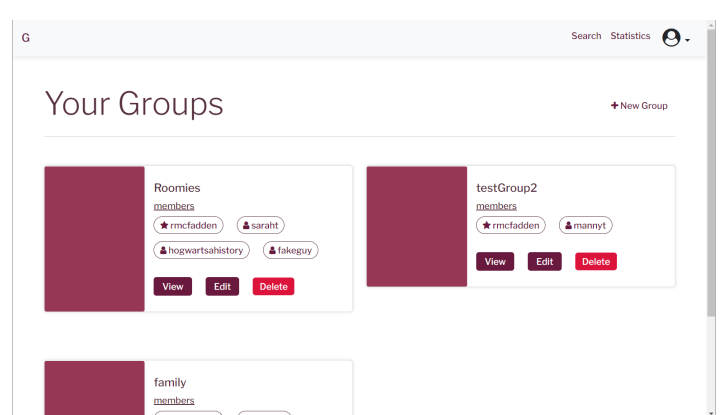 G
Search Statistics
Your Groups
New Group
Roomies
members
rmcfadden saraht
hogwartsahistory fakeguy
View Edit Delete
testGroup2
members
rmcfadden mannyt
View Edit Delete
family
members